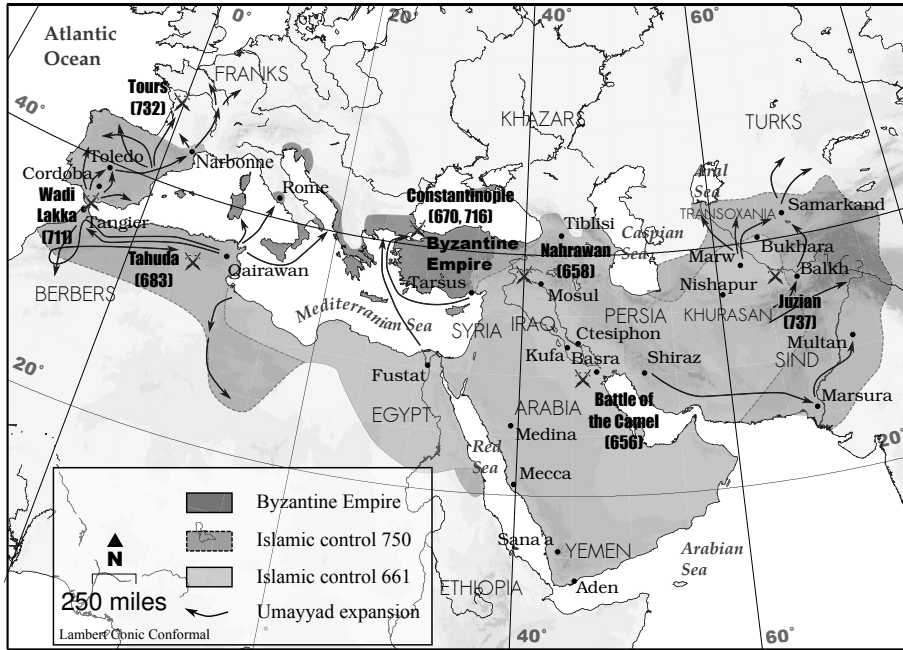 0°
20°
40°
60°
Atlantic
Ocean
FRANKS
Tours
(732)
40°
KHAZARS
TURKS
Toledo
Cordoba
Narbonne
Rome
Wadi
Lakka
(711)
Tangier
Constantinople
(670, 716)
Byzantine
Empire
Tiblisi
Caspian
Sea
Aral
Sea
TRANSOXANIA
Samarkand
Bukhara
Marw
Balkh
Nahrawan
(658)
Tahuda
(683)
Qairawan
BERBERS
Tarsus
Mosul
Nishapur
Mediterranean Sea
SYRIA
IRAQ
PERSIA
KHURASAN
Juzjan
(737)
Ctesiphon
Kufa
Basra
Shiraz
Multan
SIND
Fustat
20°
EGYPT
ARABIA
Battle of
the Camel
(656)
Marsura
Medina
20°
Red
Sea
Mecca
Sana'a
YEMEN
Arabian
Sea
ETHIOPIA
Aden
40°
60°
Byzantine Empire
Islamic control 750
Islamic control 661
Umayyad expansion
N
250 miles
Lambert Conic Conformal